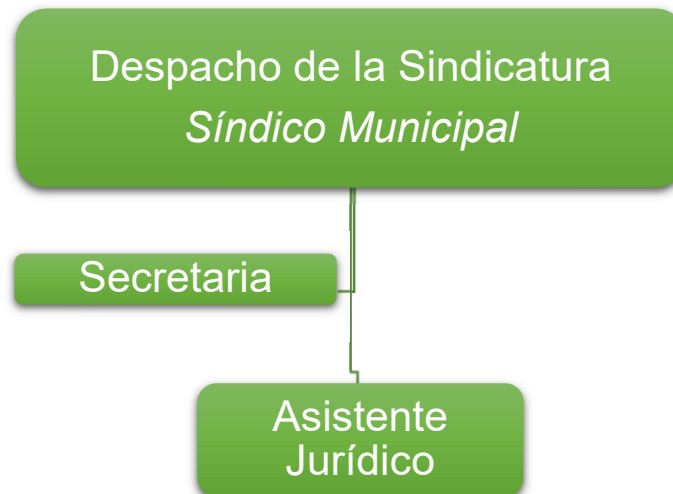 Despacho de la Sindicatura
Síndico Municipal
Secretaria
Asistente
Jurídico